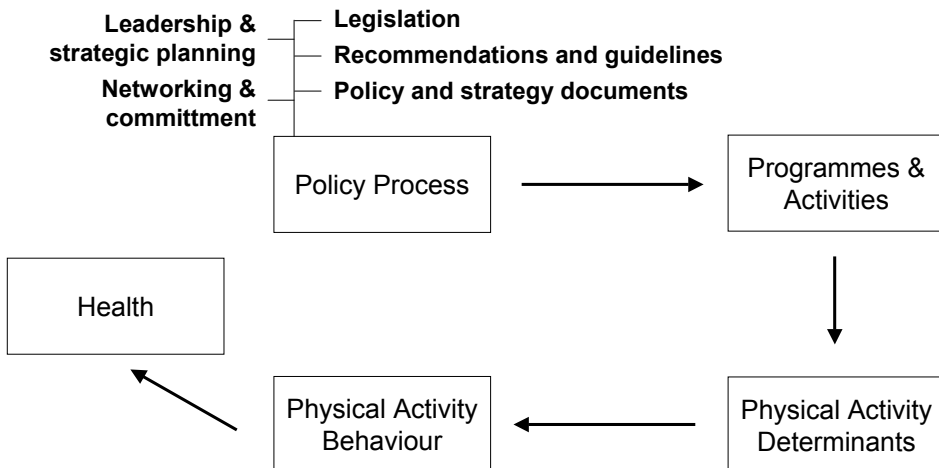 Leadership &
strategic planning
Networking &
committment
Legislation
Recommendations and guidelines
Policy and strategy documents
Policy Process
Programmes &
Activities
Health
Physical Activity
Behaviour
Physical Activity
Determinants